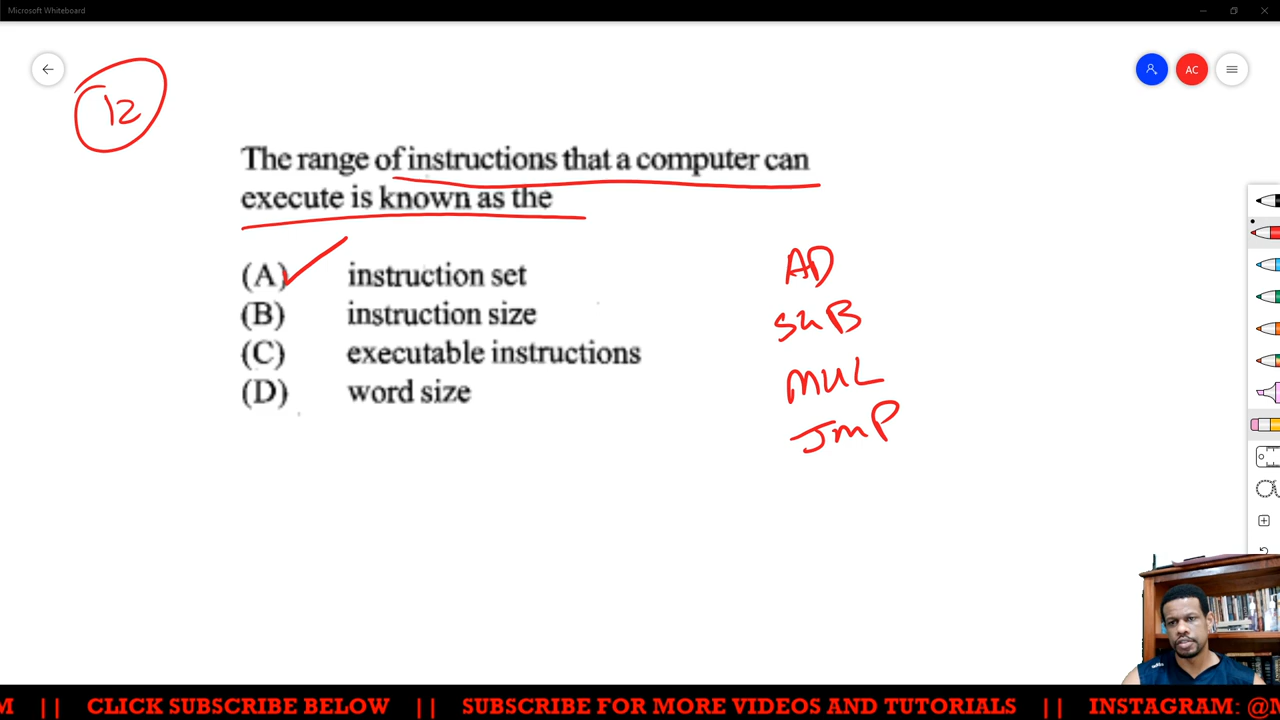 Microsoft Whiteboard
AC
12
The range of instructions that a computer can
execute is known as the
(A) instruction set
(B) instruction size
(C) executable instructions
(D) word size
AD
SUB
MUL
JMP
M || CLICK SUBSCRIBE BELOW || SUBSCRIBE FOR MORE VIDEOS AND TUTORIALS || INSTAGRAM: @M